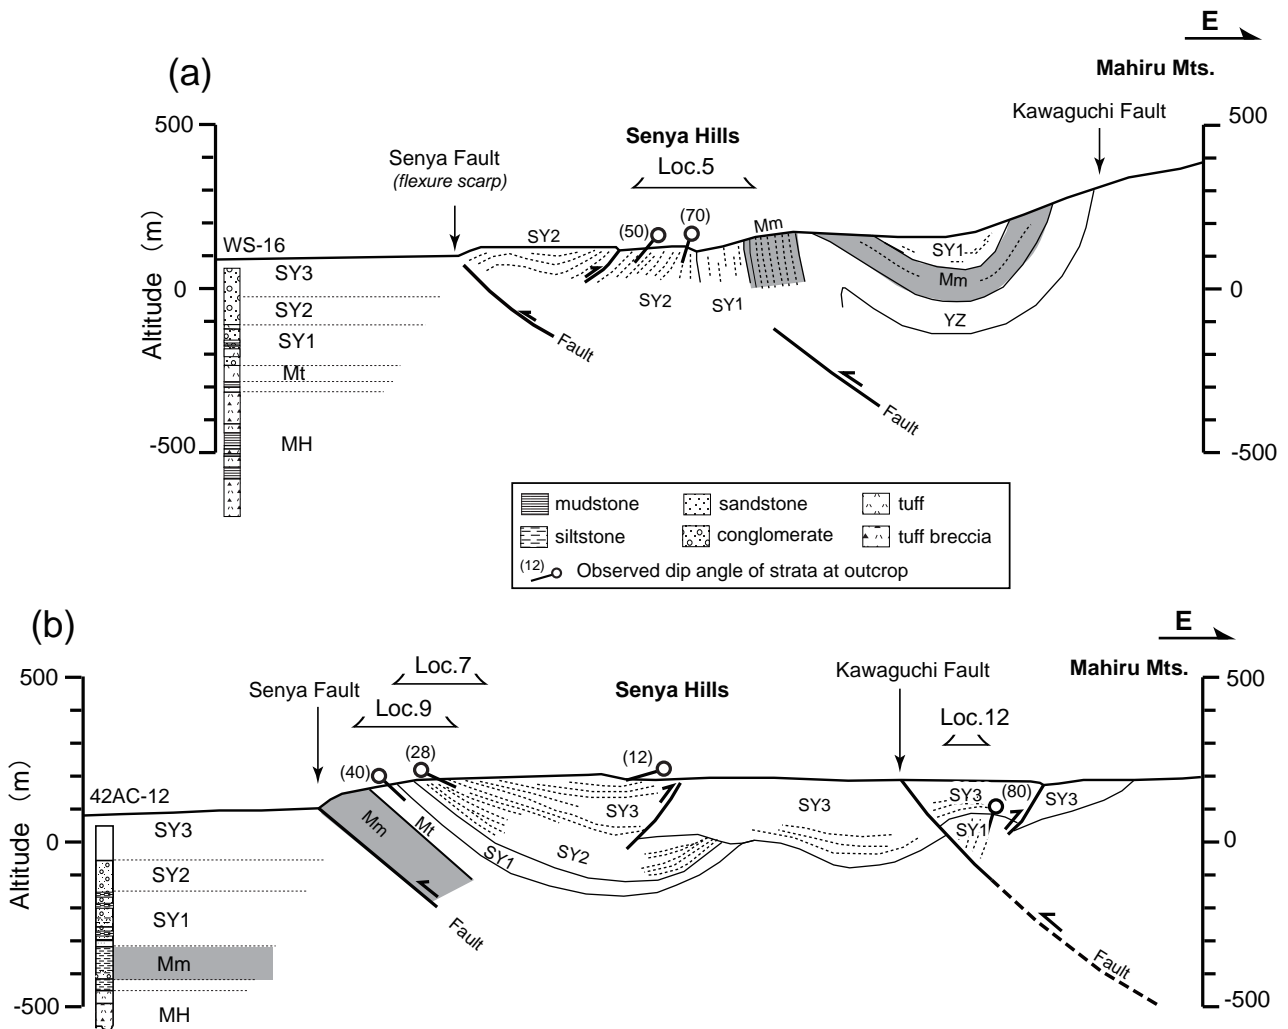 E
(a)
Mahiru Mts.
Kawaguchi Fault
500
500
Senya Hills
Senya Fault
(flexure scarp)
Loc.5
(50)
(70)
Mm
SY2
WS-16
SY3
SY1
Mm
0
0
SY2
SY2
SY1
YZ
SY1
Fault
Mt
Fault
Altitude (m)
MH
-500
-500
mudstone
sandstone
tuff
siltstone
conglomerate
tuff breccia
(12)
Observed dip angle of strata at outcrop
(b)
E
Loc.7
Kawaguchi Fault
Mahiru Mts.
500
500
Senya Fault
Senya Hills
Loc.9
Loc.12
(40)
(28)
(12)
42AC-12
SY3
(80)
SY3
SY3
SY3
SY3
Mm
Mt
SY1
0
0
SY1
SY2
SY2
SY1
Fault
Mm
Fault
Altitude (m)
-500
-500
MH